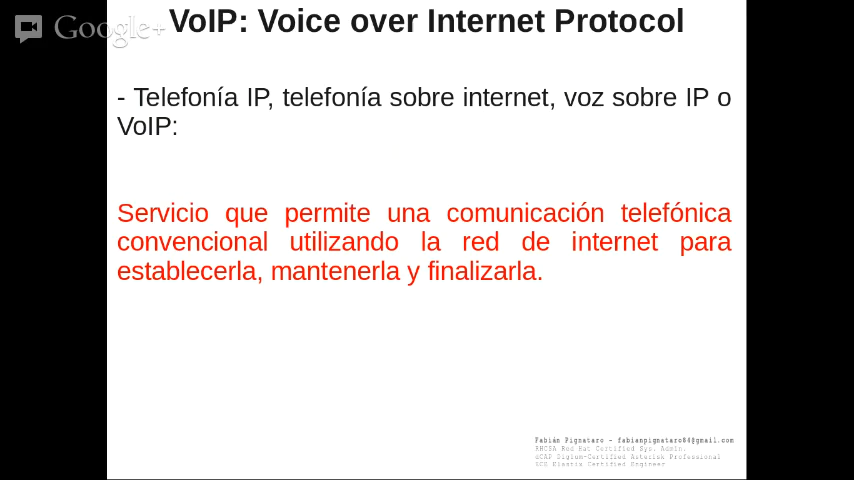 Google+
VoIP: Voice over Internet Protocol
- Telefonía IP, telefonía sobre internet, voz sobre IP o
VoIP:
Servicio que permite una comunicación telefónica
convencional utilizando la red de internet para
establecerla, mantenerla y finalizarla.
Fabián Pignataro - fabianpignataro64@gmail.com
RHCSA Red Hat Certified Sys. Admin.
dCAP Digium-Certified Asterisk Professional
ECE Elastix Certified Engineer